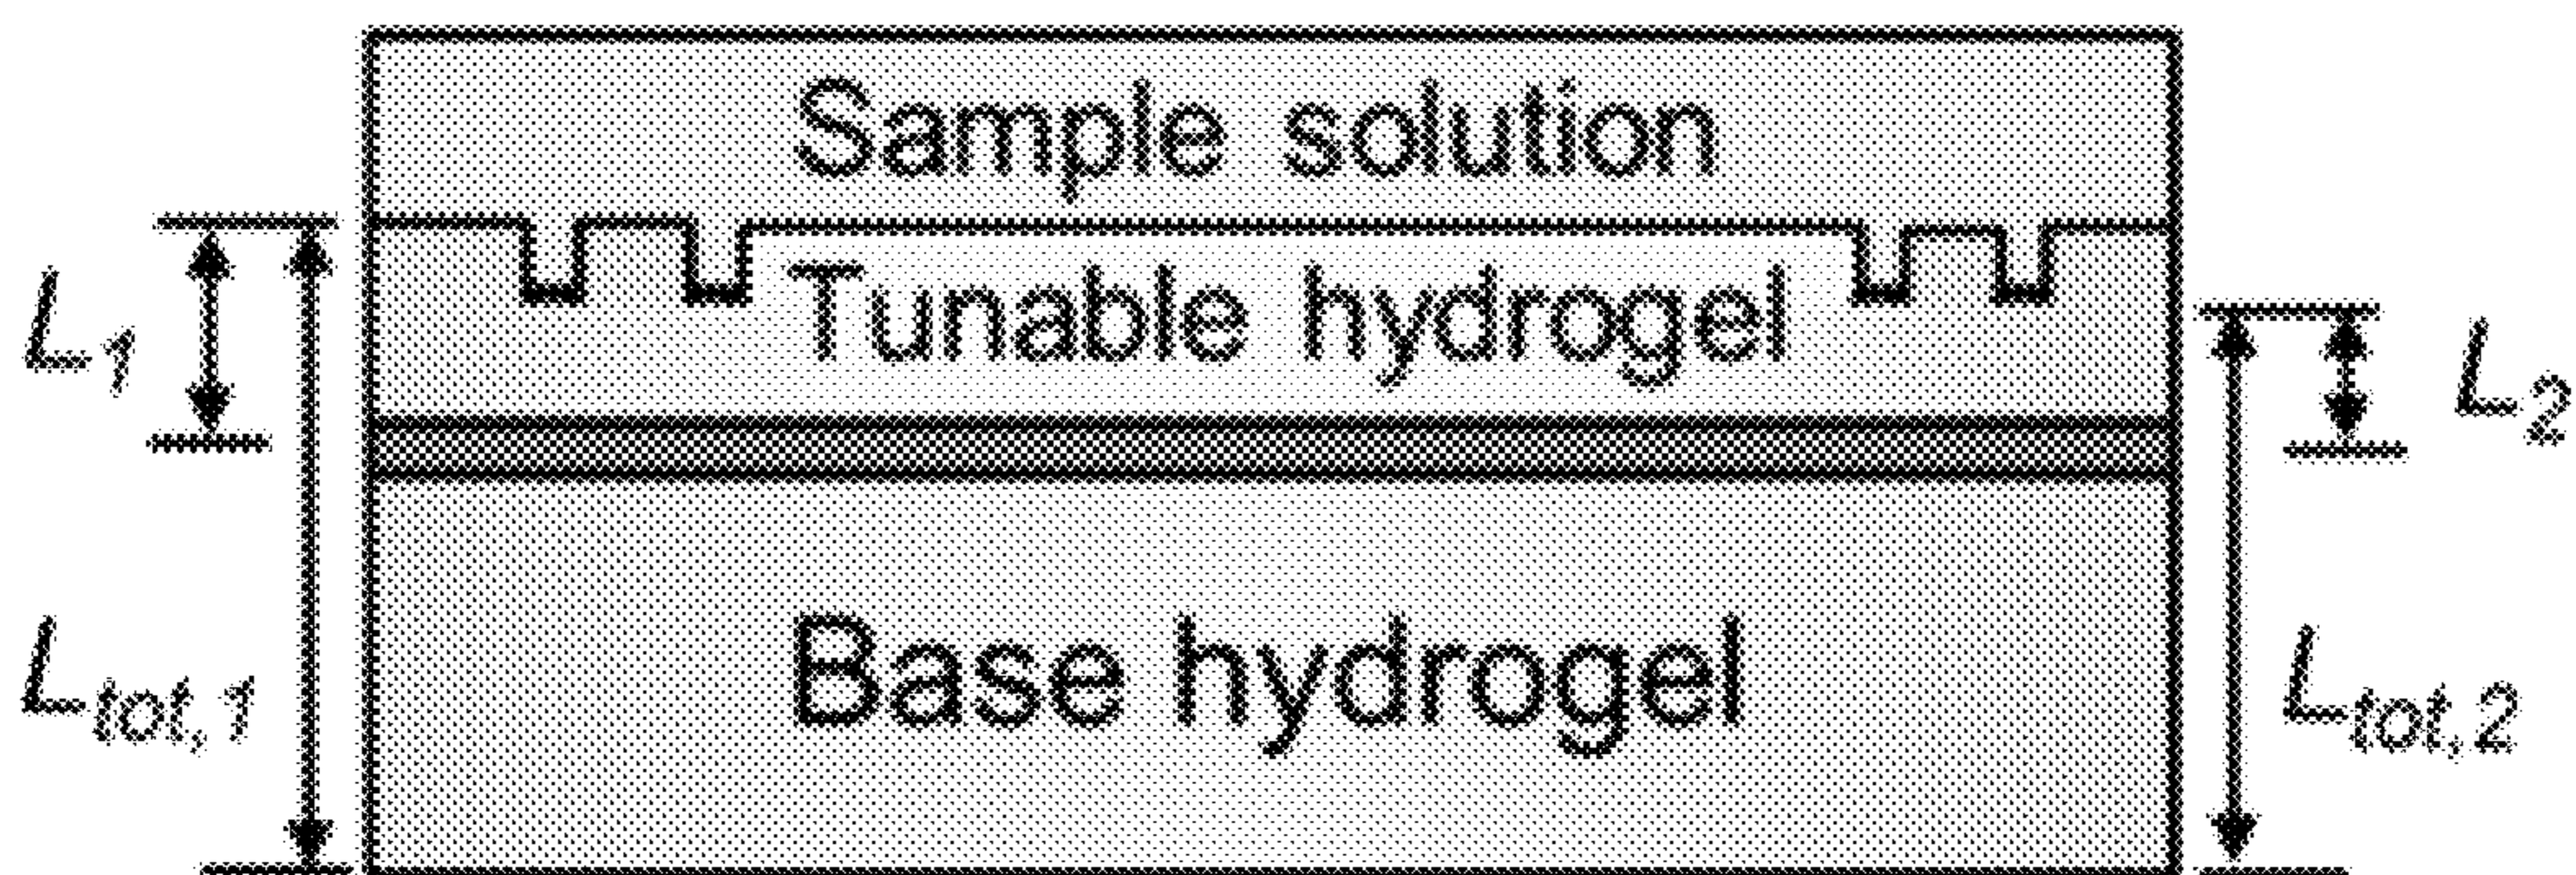 Sample solution
L1
Tunable hydrogel
L2
Ltot,1
Base hydrogel
Ltot,2